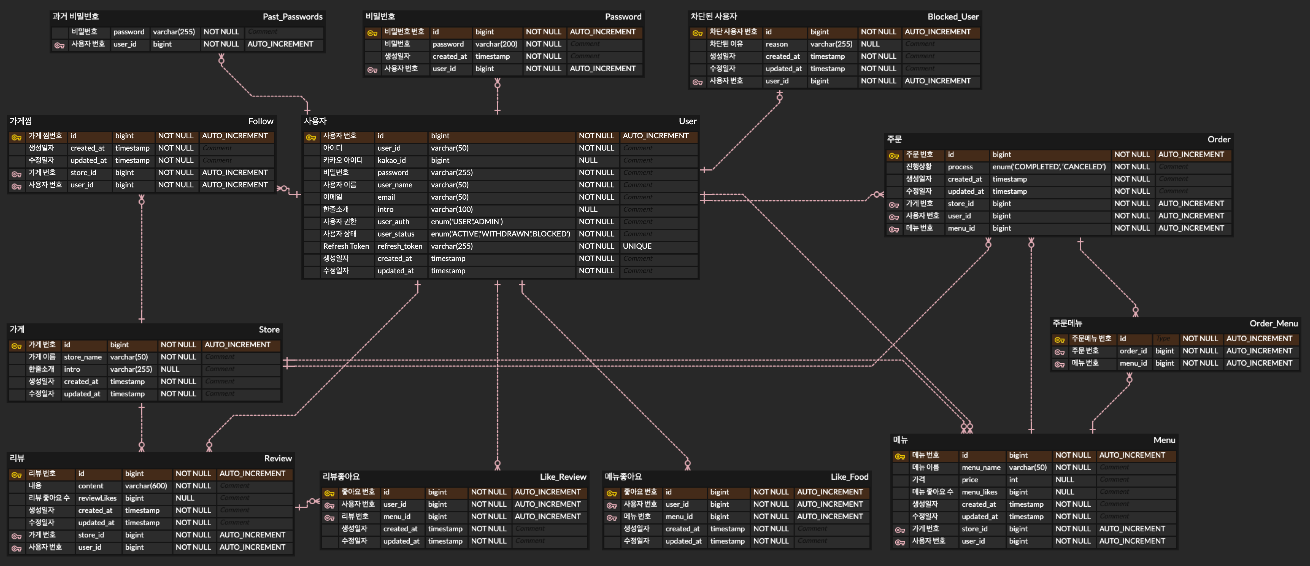 과거 비밀번호 Past_Passwords
비밀번호 password varchar(255) NOT NULL Comment
사용자 번호 user_id bigint NOT NULL AUTO_INCREMENT
비밀번호 Password
비밀번호 번호 id bigint NOT NULL AUTO_INCREMENT
비밀번호 password varchar(200) NOT NULL Comment
생성일자 created_at timestamp NOT NULL Comment
사용자 번호 user_id bigint NOT NULL AUTO_INCREMENT
차단된 사용자 Blocked_User
차단 사용자 번호 id bigint NOT NULL AUTO_INCREMENT
차단된 이유 reason varchar(255) NULL Comment
생성일자 created_at timestamp NOT NULL Comment
수정일자 updated_at timestamp NOT NULL Comment
사용자 번호 user_id bigint NOT NULL AUTO_INCREMENT
가게찜 Follow
가게 찜번호 id bigint NOT NULL AUTO_INCREMENT
생성일자 created_at timestamp NOT NULL Comment
수정일자 updated_at timestamp NOT NULL Comment
가게 번호 store_id bigint NOT NULL AUTO_INCREMENT
사용자 번호 user_id bigint NOT NULL AUTO_INCREMENT
사용자 User
사용자 번호 id bigint NOT NULL AUTO_INCREMENT
아이디 user_id varchar(50) NOT NULL Comment
카카오 아이디 kakao_id bigint NULL Comment
비밀번호 password varchar(255) NOT NULL Comment
사용자 이름 user_name varchar(50) NOT NULL Comment
이메일 email varchar(50) NOT NULL Comment
한줄소개 intro varchar(100) NULL Comment
사용자 권한 user_auth enum('USER','ADMIN') NOT NULL Comment
사용자 상태 user_status enum('ACTIVE','WITHDRAWN','BLOCKED') NOT NULL Comment
Refresh Token refresh_token varchar(255) NOT NULL UNIQUE
생성일자 created_at timestamp NOT NULL Comment
수정일자 updated_at timestamp NOT NULL Comment
주문 Order
주문 번호 id bigint NOT NULL AUTO_INCREMENT
진행상황 process enum('COMPLETED','CANCELED') NOT NULL Comment
생성일자 created_at timestamp NOT NULL Comment
수정일자 updated_at timestamp NOT NULL Comment
가게 번호 store_id bigint NOT NULL AUTO_INCREMENT
사용자 번호 user_id bigint NOT NULL AUTO_INCREMENT
메뉴 번호 menu_id bigint NOT NULL AUTO_INCREMENT
가게 Store
가게 번호 id bigint NOT NULL AUTO_INCREMENT
가게 이름 store_name varchar(50) NOT NULL Comment
한줄소개 intro varchar(255) NULL Comment
생성일자 created_at timestamp NOT NULL Comment
수정일자 updated_at timestamp NOT NULL Comment
주문메뉴 Order_Menu
주문메뉴 번호 id Type NOT NULL AUTO_INCREMENT
주문 번호 order_id bigint NOT NULL AUTO_INCREMENT
메뉴 번호 menu_id bigint NOT NULL AUTO_INCREMENT
리뷰 Review
리뷰 번호 id bigint NOT NULL AUTO_INCREMENT
내용 content varchar(600) NOT NULL Comment
리뷰 좋아요 수 reviewLikes bigint NULL Comment
생성일자 created_at timestamp NOT NULL Comment
수정일자 updated_at timestamp NOT NULL Comment
가게 번호 store_id bigint NOT NULL AUTO_INCREMENT
사용자 번호 user_id bigint NOT NULL AUTO_INCREMENT
리뷰좋아요 Like_Review
좋아요 번호 id bigint NOT NULL AUTO_INCREMENT
사용자 번호 user_id bigint NOT NULL AUTO_INCREMENT
리뷰 번호 menu_id bigint NOT NULL AUTO_INCREMENT
생성일자 created_at timestamp NOT NULL Comment
수정일자 updated_at timestamp NOT NULL Comment
메뉴좋아요 Like_Food
좋아요 번호 id bigint NOT NULL AUTO_INCREMENT
사용자 번호 user_id bigint NOT NULL AUTO_INCREMENT
메뉴 번호 menu_id bigint NOT NULL AUTO_INCREMENT
생성일자 created_at timestamp NOT NULL Comment
수정일자 updated_at timestamp NOT NULL Comment
메뉴 Menu
메뉴 번호 id bigint NOT NULL AUTO_INCREMENT
메뉴 이름 menu_name varchar(50) NOT NULL Comment
가격 price int NULL Comment
메뉴 좋아요 수 menu_likes bigint NULL Comment
생성일자 created_at timestamp NOT NULL Comment
수정일자 updated_at timestamp NOT NULL Comment
가게 번호 store_id bigint NOT NULL AUTO_INCREMENT
사용자 번호 user_id bigint NOT NULL AUTO_INCREMENT